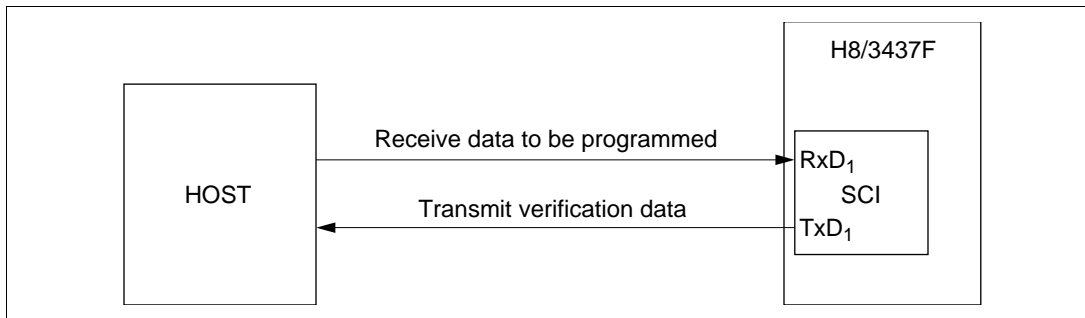 H8/3437F
Receive data to be programmed
RxD₁
HOST
SCI
Transmit verification data
TxD₁